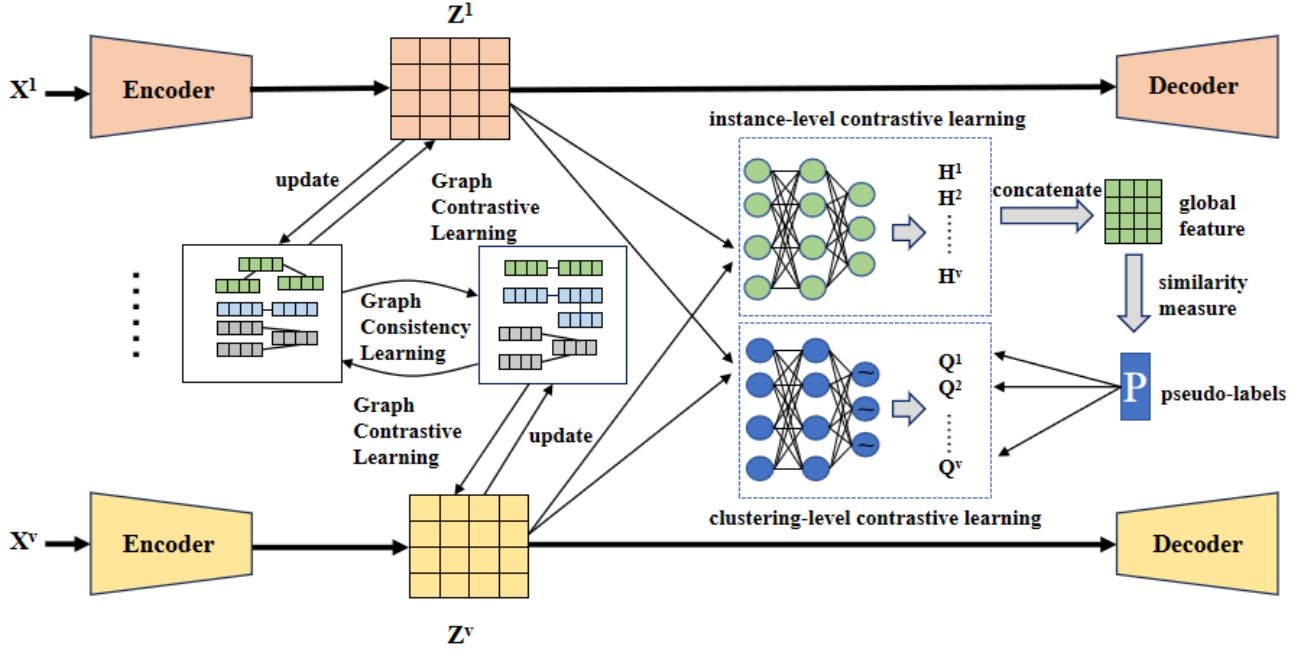 Z¹
X¹
Encoder
Decoder
instance-level contrastive learning
update
Graph
Contrastive
Learning
H¹
H²
Hᵛ
concatenate
global
feature
Graph
Consistency
Learning
similarity
measure
Q¹
Q²
Qᵛ
P
pseudo-labels
Graph
Contrastive
Learning
update
clustering-level contrastive learning
Xᵛ
Encoder
Decoder
Zᵛ